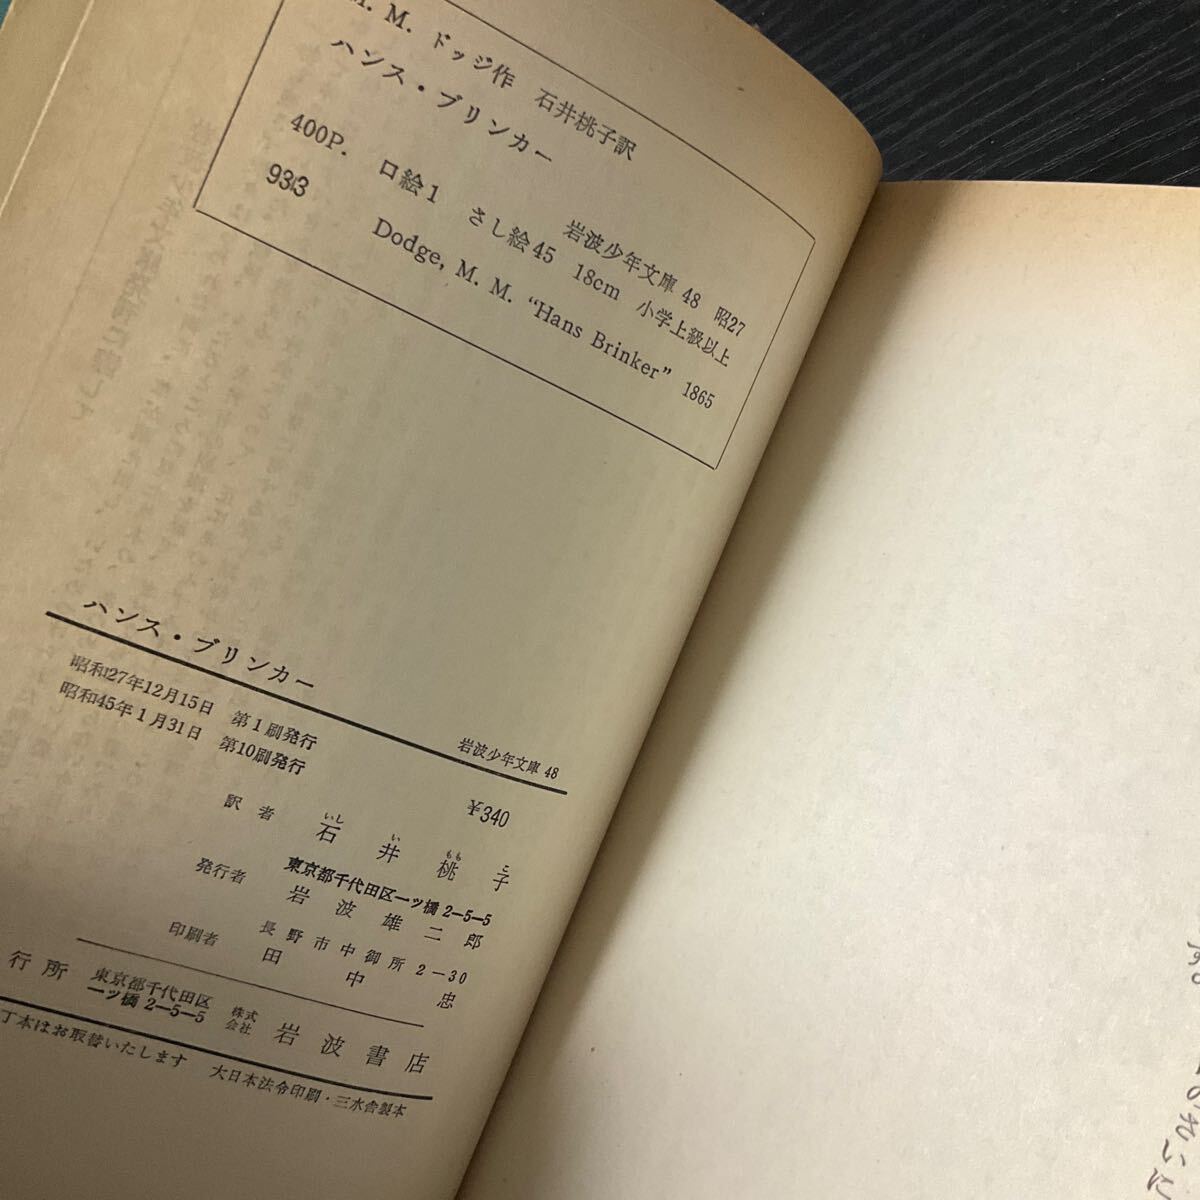 M. M. ドッジ作 石井桃子訳
ハンス・ブリンカー
岩波少年文庫 48 昭27
400P. 口絵1 さし絵45 18cm 小学上級以上
933 Dodge, M. M. “Hans Brinker” 1865
ハンス・ブリンカー
岩波少年文庫 48
昭和27年12月15日 第1刷発行
昭和45年1月31日 第10刷発行
¥340
訳者 石井桃子
いし い もも こ
東京都千代田区一ツ橋2-5-5
発行者 岩波雄二郎
長野市中御所2-30
印刷者 田中忠
行所 東京都千代田区一ツ橋2-5-5 株式会社 岩波書店
丁本はお取替いたします 大日本法令印刷・三水舎製本